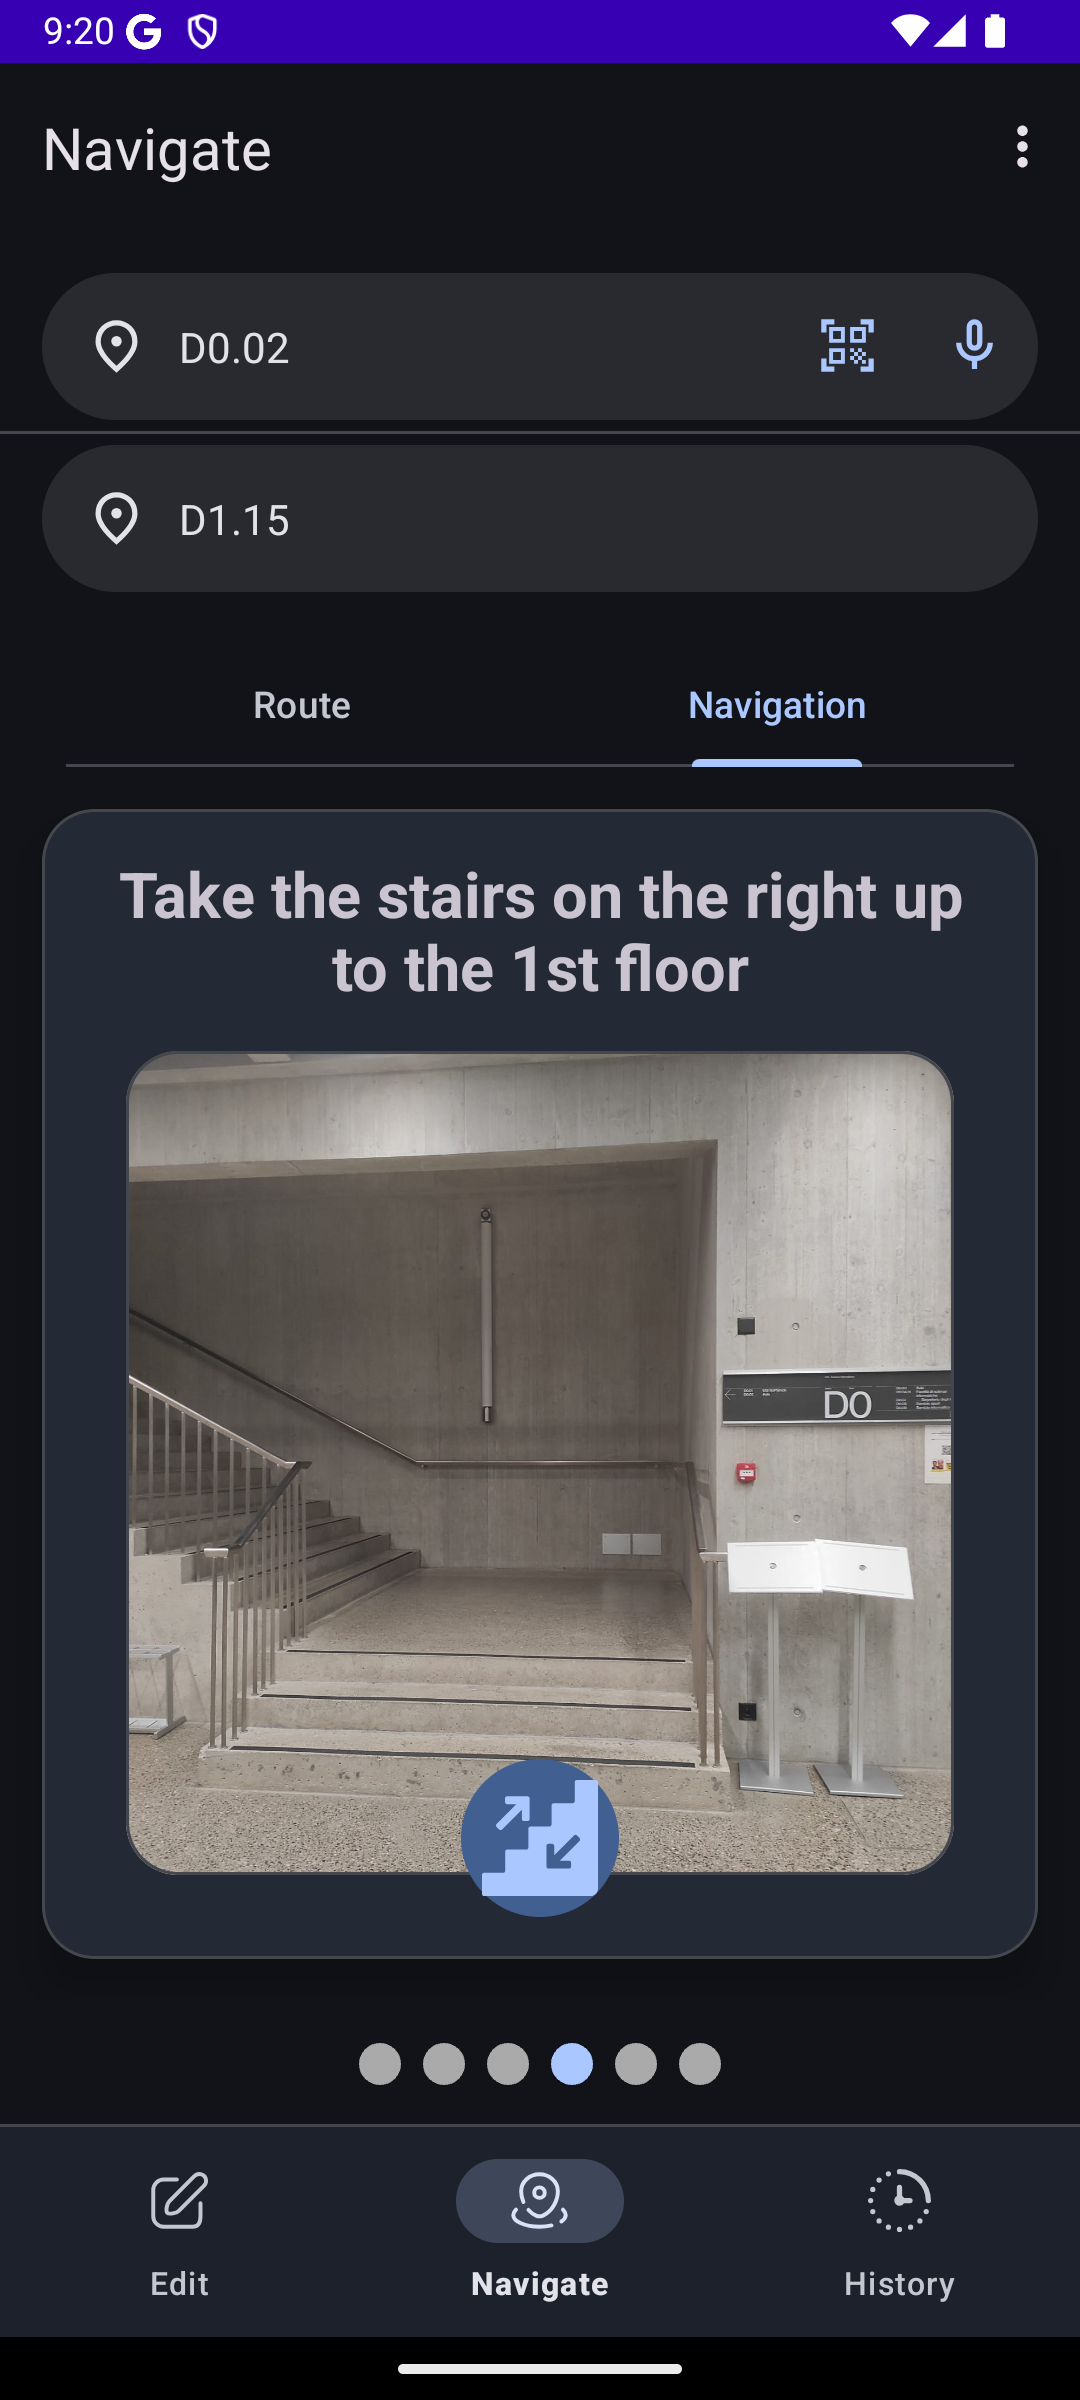 9:20
Navigate
D0.02
D1.15
Route
Navigation
Take the stairs on the right up
to the 1st floor
D0
Edit
Navigate
History